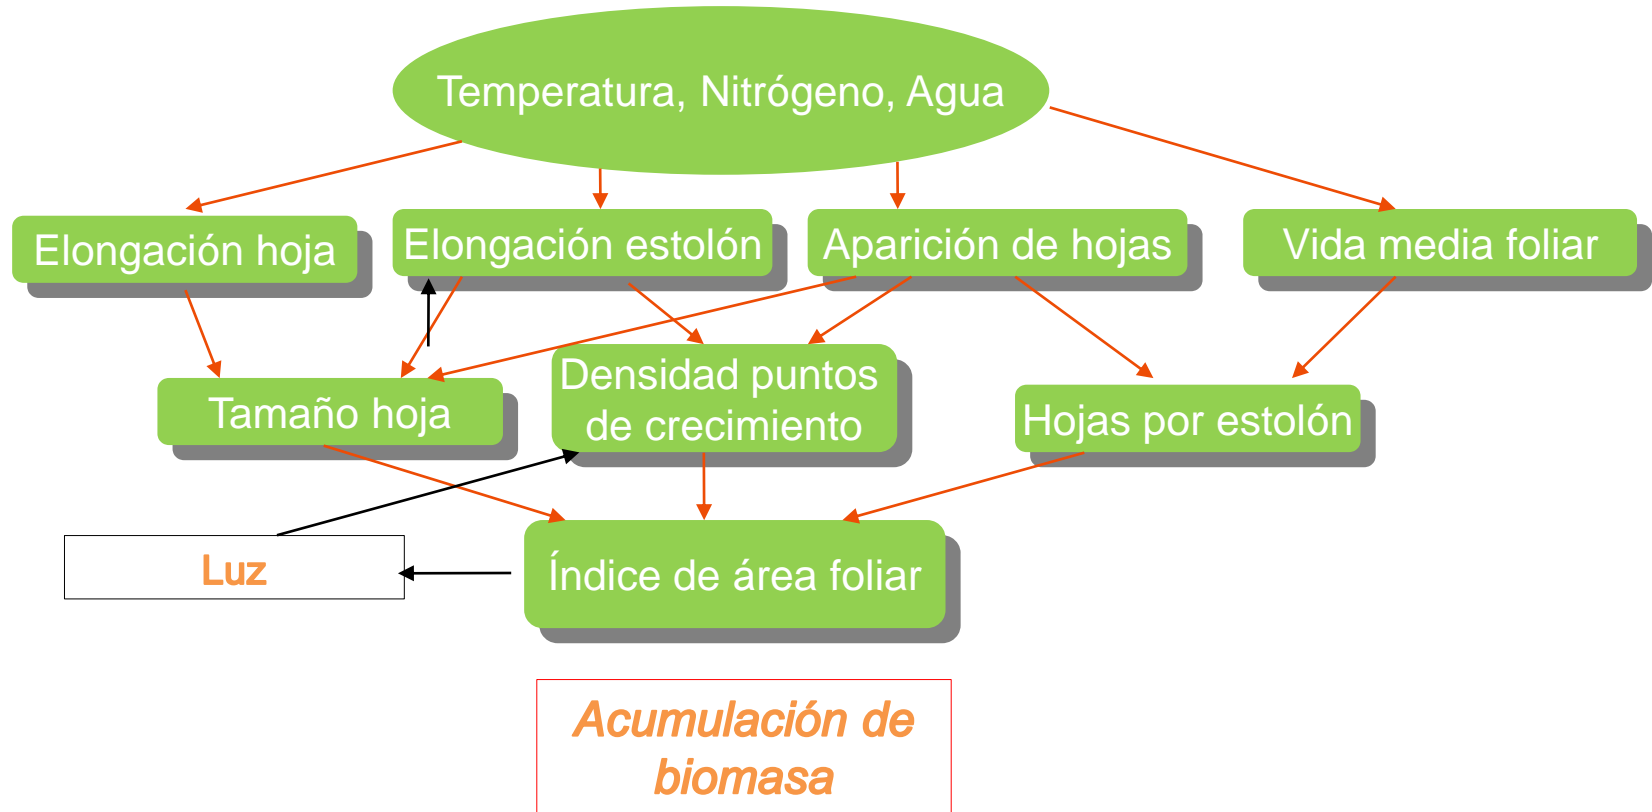 Temperatura, Nitrógeno, Agua
Elongación hoja
Elongación estolón
Aparición de hojas
Vida media foliar
Tamaño hoja
Densidad puntos
de crecimiento
Hojas por estolón
Luz
Índice de área foliar
Acumulación de
biomasa